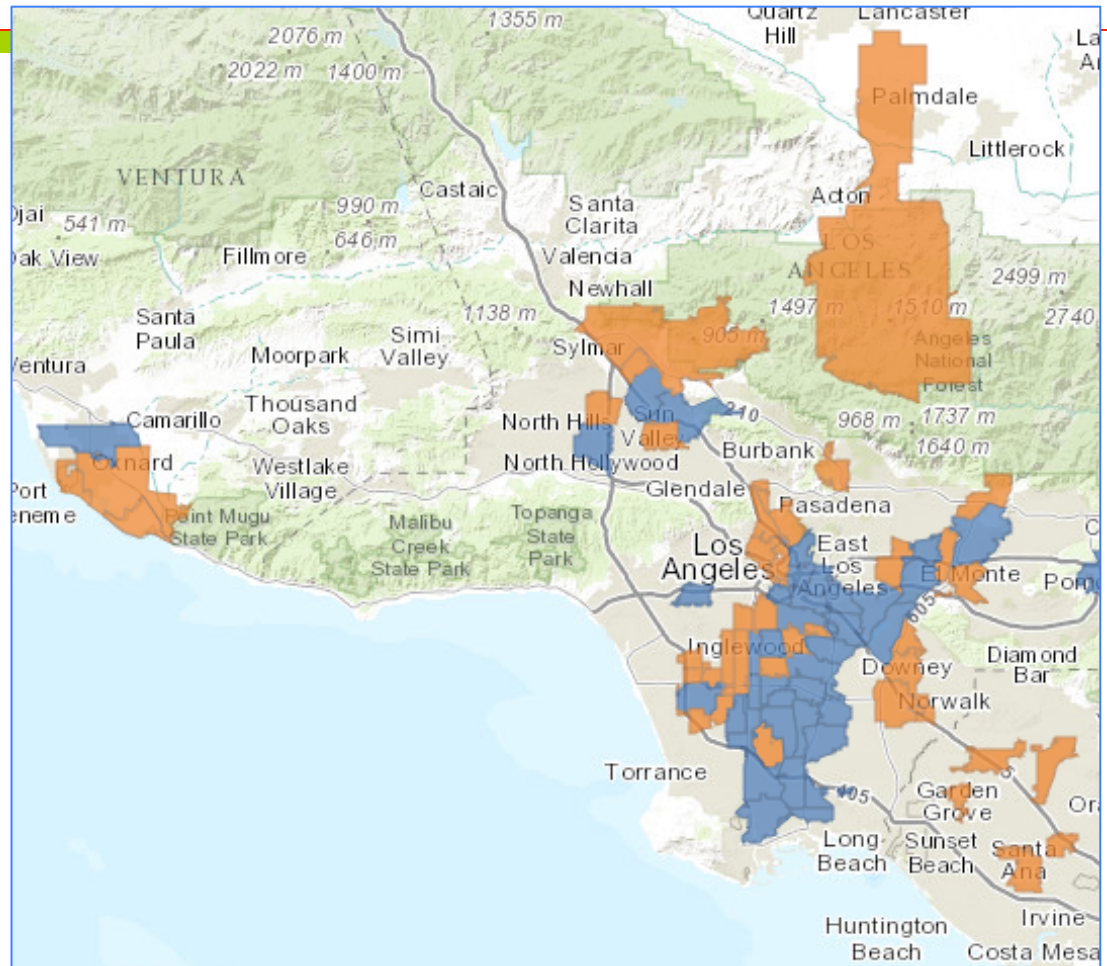 Quartz
Hill
Lancaster
1355 m
2076 m
2022 m
1400 m
La
Palmdale
Littlerock
VENTURA
Castaic
Acton
Santa
Clarita
990 m
646 m
Ojai
541 m
Oak View
Fillmore
Valencia
LOS
ANGELES
2499 m
Newhall
1497 m
1510 m
2740
Santa
Paula
1138 m
Simi
Valley
Sylmar
905 m
Angeles
National
Forest
Moorpark
Ventura
Thousand
Oaks
Camarillo
North Hills
Sun
Valley
210
968 m
1737 m
1640 m
Burbank
Oxnard
Westlake
Village
North Hollywood
Glendale
Port
eneme
Point Mugu
State Park
Malibu
Creek
State Park
Topanga
State
Park
Pasadena
Los
Angeles
East
Los
Angeles
El Monte
Pomo
605
Inglewood
Downey
Diamond
Bar
Norwalk
Torrance
5
405
Garden
Grove
Ora
Long
Beach
Sunset
Beach
Santa
Ana
Irvine
Huntington
Beach
Costa Mesa